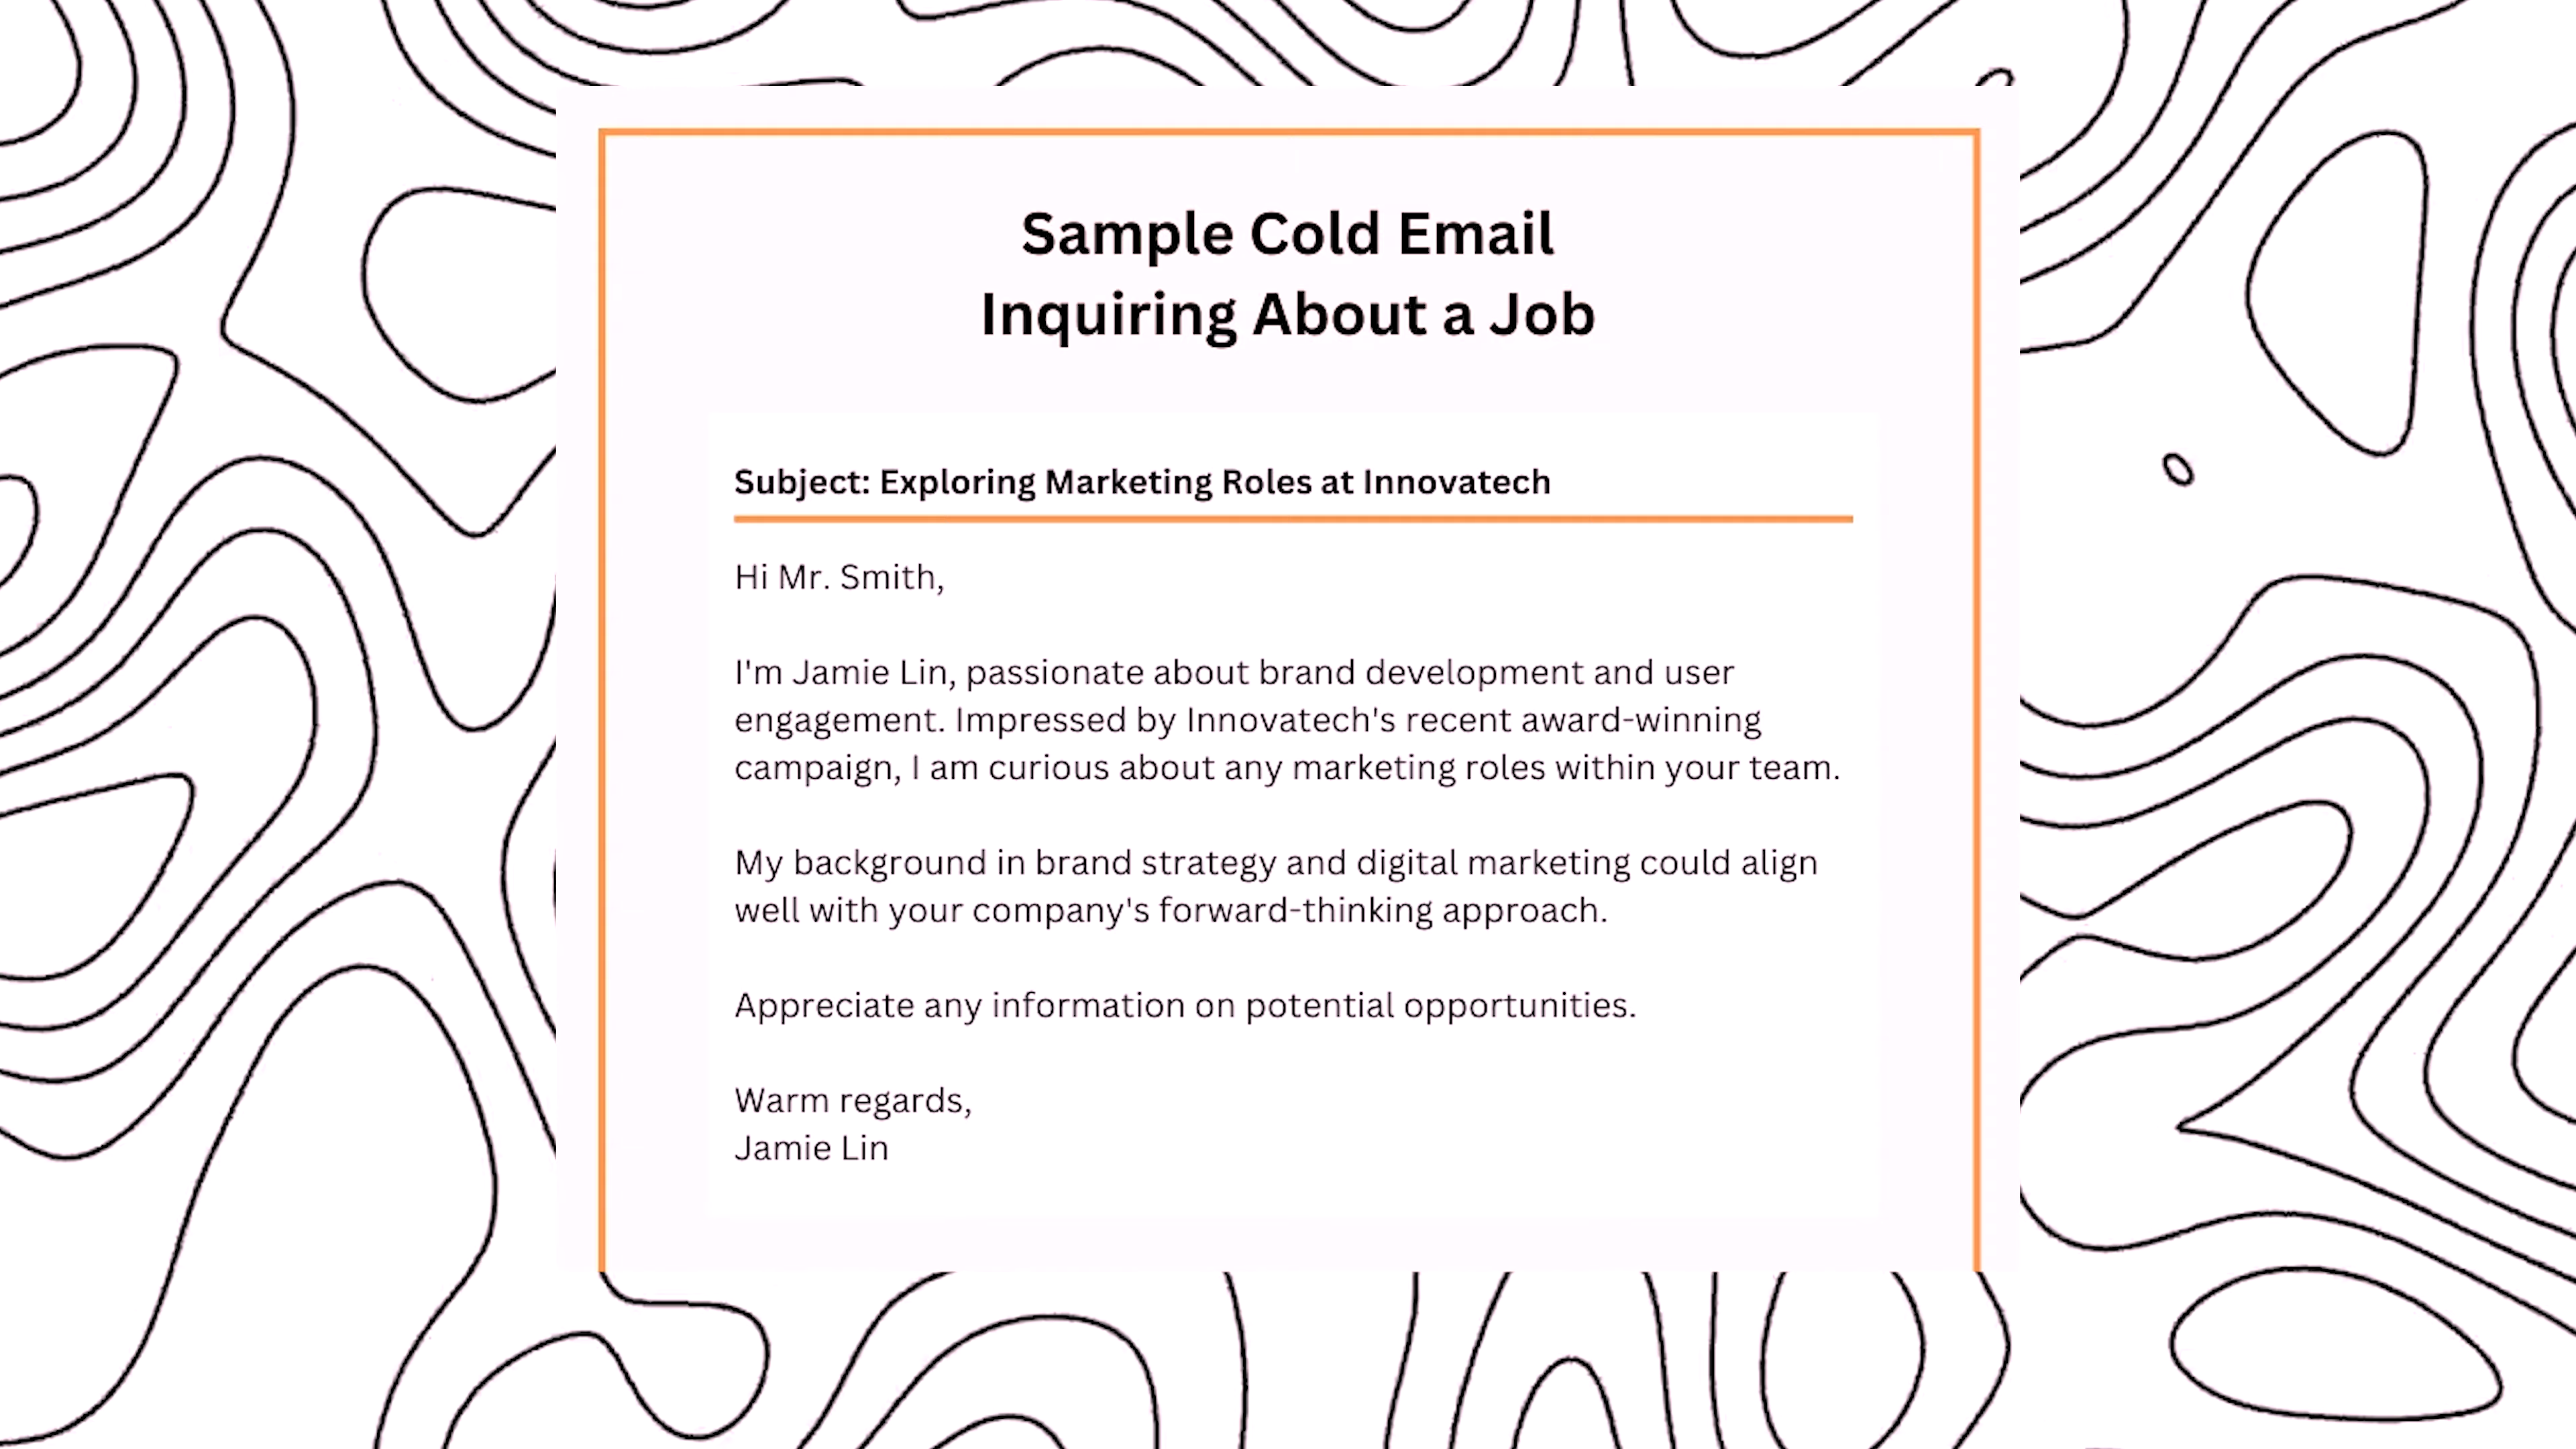 Sample Cold Email
Inquiring About a Job
Subject: Exploring Marketing Roles at Innovatech
Hi Mr. Smith,
I'm Jamie Lin, passionate about brand development and user
engagement. Impressed by Innovatech's recent award-winning
campaign, I am curious about any marketing roles within your team.
My background in brand strategy and digital marketing could align
well with your company's forward-thinking approach.
Appreciate any information on potential opportunities.
Warm regards,
Jamie Lin